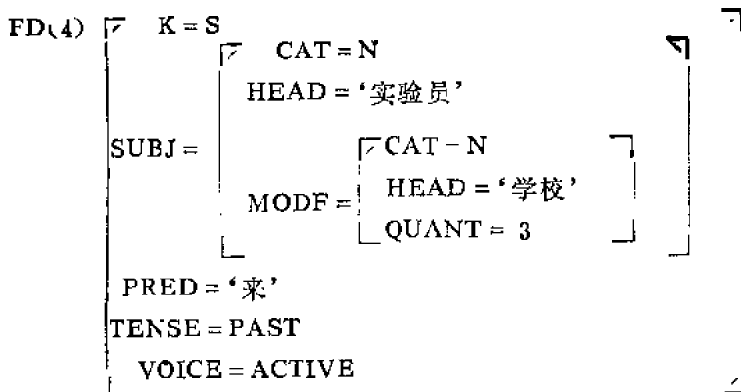 FD(4) K = S
CAT = N
HEAD = ‘实验员’
SUBJ =
CAT - N
MODF = HEAD = ‘学校’
QUANT = 3
PRED = ‘来’
TENSE = PAST
VOICE = ACTIVE